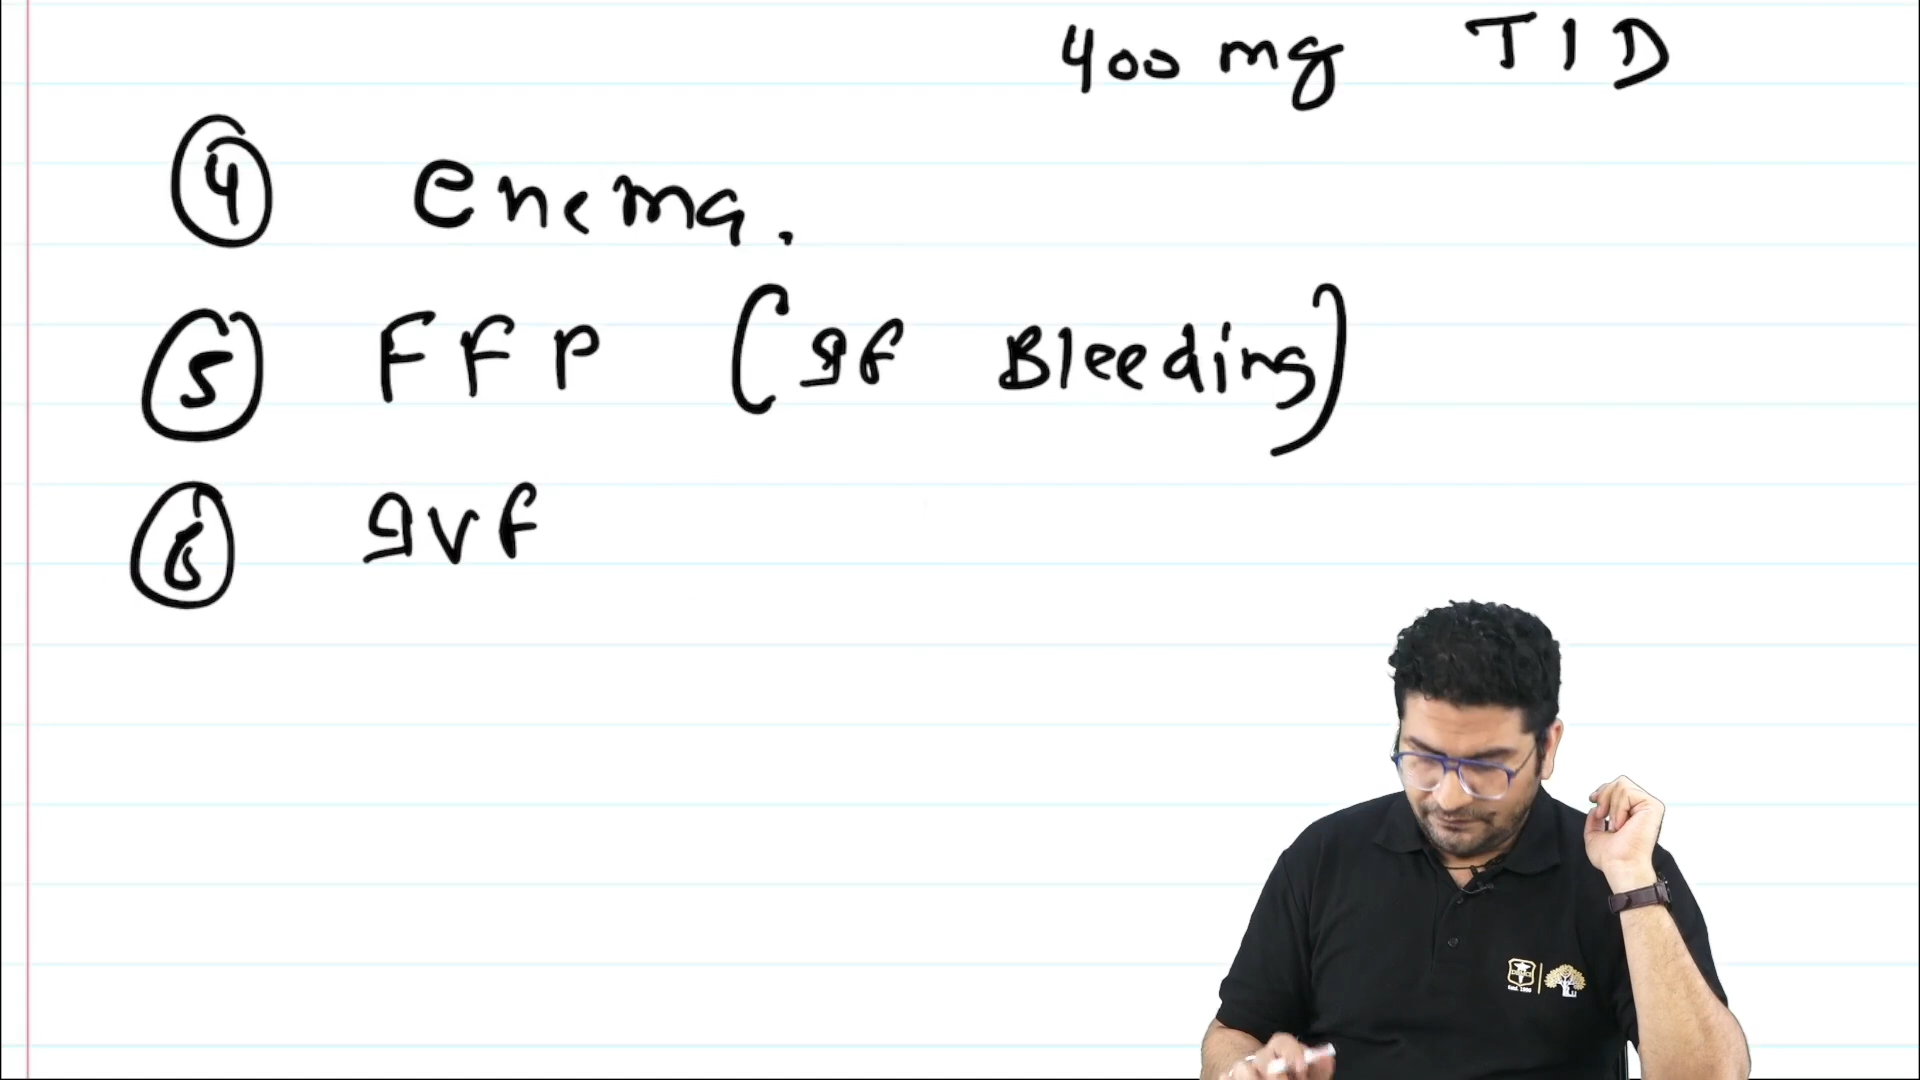 400 mg TID
4 enema.
5 FFP (If Bleeding)
6 IVf